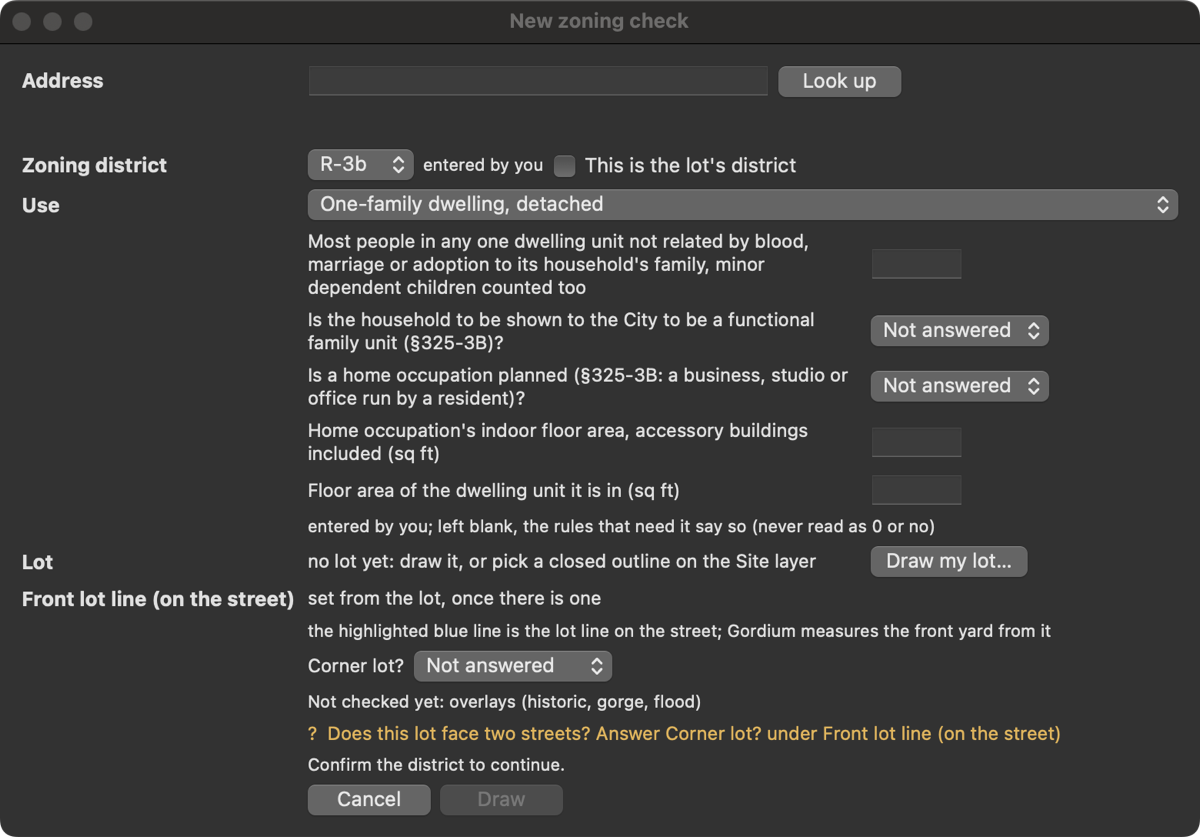 New zoning check
Address
Look up
Zoning district
R-3b
entered by you
This is the lot's district
Use
One-family dwelling, detached
Most people in any one dwelling unit not related by blood,
marriage or adoption to its household's family, minor
dependent children counted too
Is the household to be shown to the City to be a functional
family unit (§325-3B)?
Not answered
Is a home occupation planned (§325-3B: a business, studio or
office run by a resident)?
Not answered
Home occupation's indoor floor area, accessory buildings
included (sq ft)
Floor area of the dwelling unit it is in (sq ft)
entered by you; left blank, the rules that need it say so (never read as 0 or no)
Lot
no lot yet: draw it, or pick a closed outline on the Site layer
Draw my lot...
Front lot line (on the street)
set from the lot, once there is one
the highlighted blue line is the lot line on the street; Gordium measures the front yard from it
Corner lot?
Not answered
Not checked yet: overlays (historic, gorge, flood)
? Does this lot face two streets? Answer Corner lot? under Front lot line (on the street)
Confirm the district to continue.
Cancel
Draw